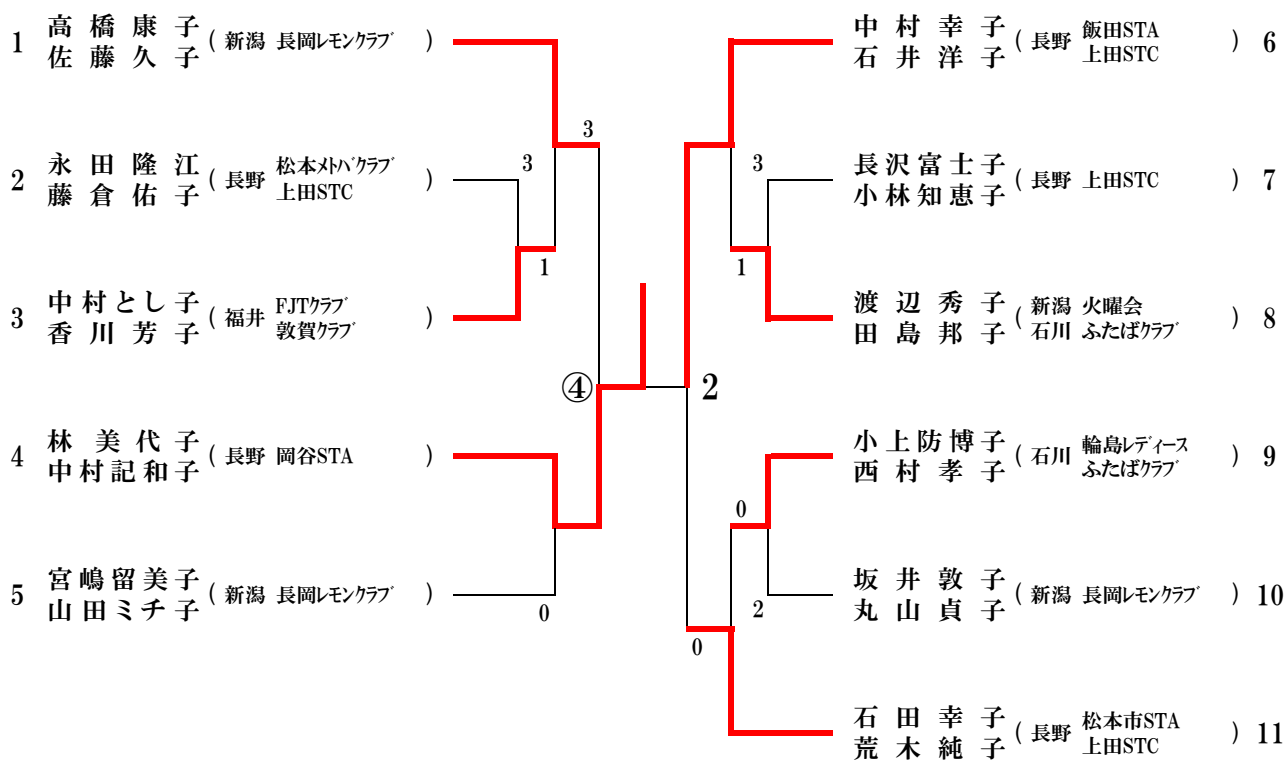 1 高橋康子 佐藤久子 (新潟 長岡レモンクラブ)
2 永田隆江 藤倉佑子 (長野 松本メトバクラブ 上田STC)
3 中村とし子 香川芳子 (福井 FJTクラブ 敦賀クラブ)
4 林美代子 中村記和子 (長野 岡谷STA)
5 宮嶋留美子 山田ミチ子 (新潟 長岡レモンクラブ)
3
3
1
④
0
2
3
1
0
2
0
中村幸子 石井洋子 (長野 飯田STA 上田STC) 6
長沢富士子 小林知恵子 (長野 上田STC) 7
渡辺秀子 田島邦子 (新潟 火曜会 石川 ふたばクラブ) 8
小上防博子 西村孝子 (石川 輪島レディース ふたばクラブ) 9
坂井敦子 丸山貞子 (新潟 長岡レモンクラブ) 10
石田幸子 荒木純子 (長野 松本市STA 上田STC) 11